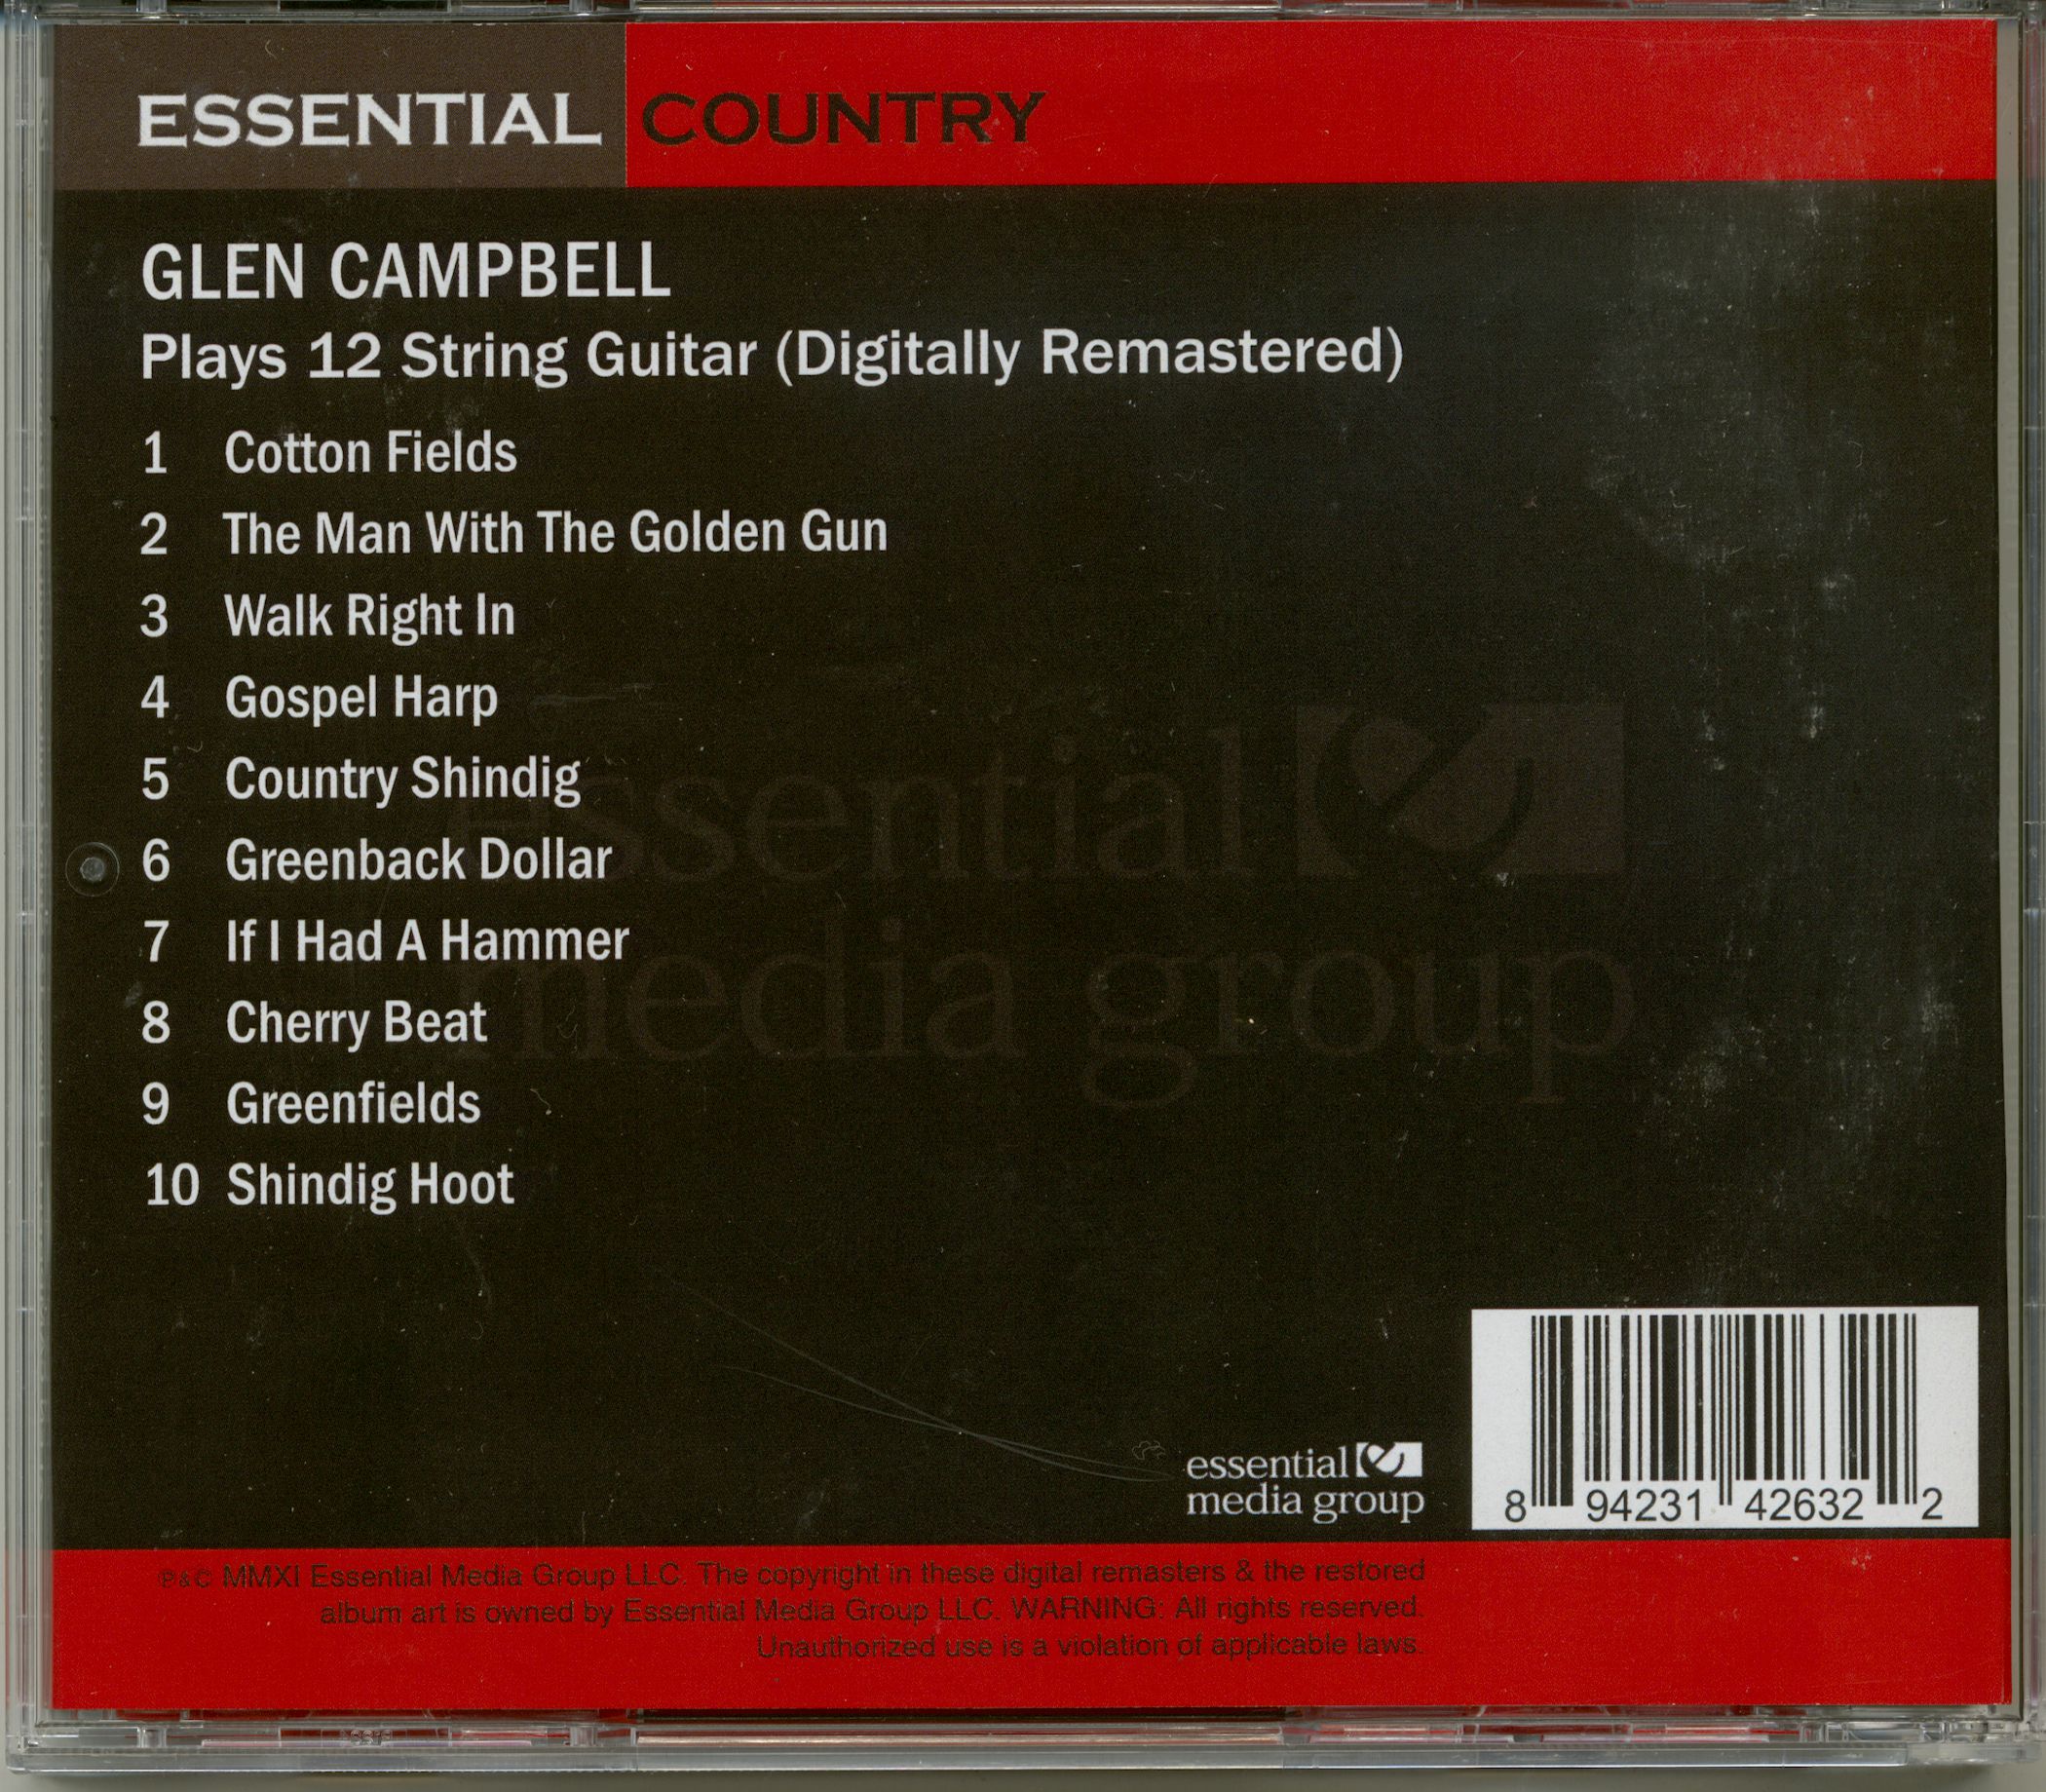 ESSENTIAL COUNTRY
GLEN CAMPBELL
Plays 12 String Guitar (Digitally Remastered)
1 Cotton Fields
2 The Man With The Golden Gun
3 Walk Right In
4 Gospel Harp
5 Country Shindig
6 Greenback Dollar
7 If I Had A Hammer
8 Cherry Beat
9 Greenfields
10 Shindig Hoot
essential
media group
essential
media group
8 94231 42632 2
P&C MMXI Essential Media Group LLC. The copyright in these digital remasters & the restored
album art is owned by Essential Media Group LLC. WARNING: All rights reserved.
Unauthorized use is a violation of applicable laws.